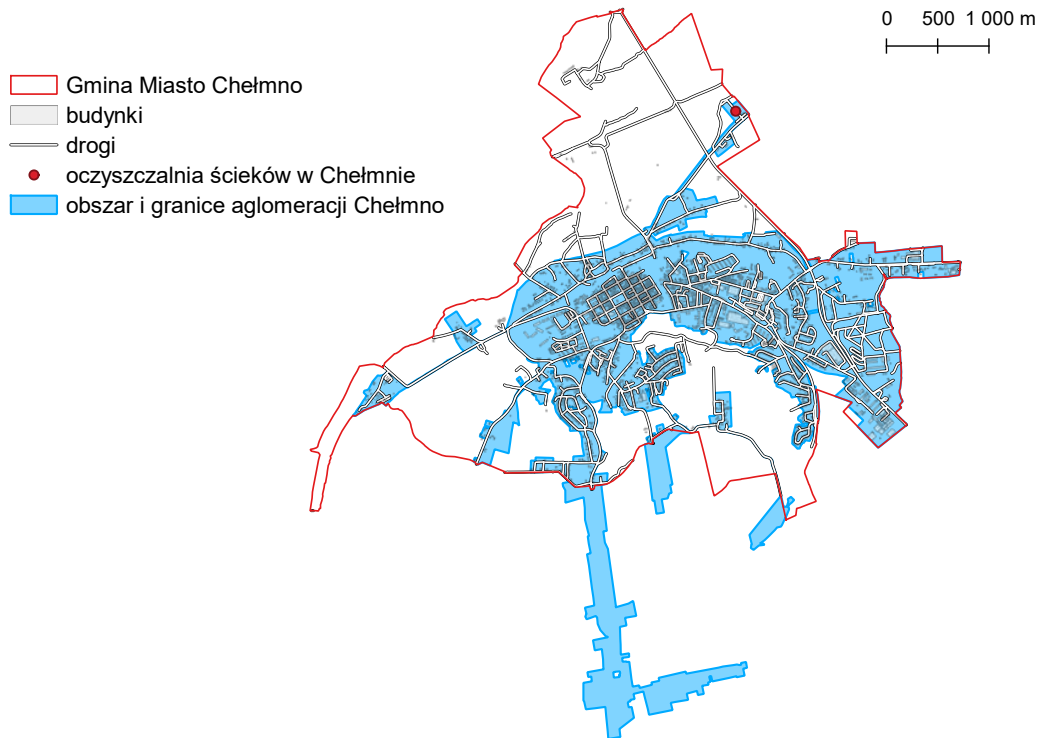 0 500 1 000 m
Gmina Miasto Chełmno
budynki
drogi
oczyszczalnia ścieków w Chełmnie
obszar i granice aglomeracji Chełmno